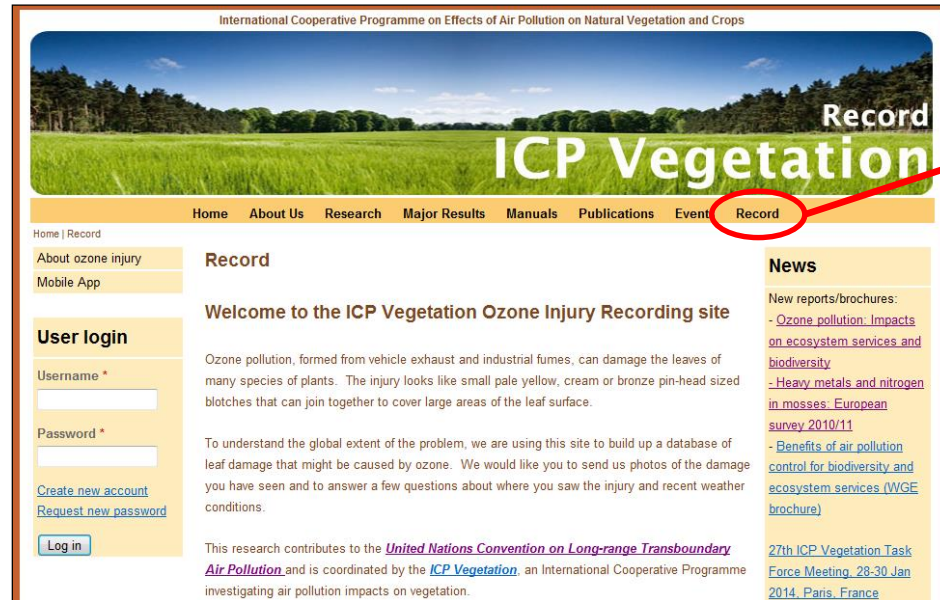 International Cooperative Programme on Effects of Air Pollution on Natural Vegetation and Crops
Record
ICP Vegetation
Home About Us Research Major Results Manuals Publications Event Record
Home | Record
About ozone injury
Mobile App
User login
Username *
Password *
Create new account
Request new password
Log in
Record
Welcome to the ICP Vegetation Ozone Injury Recording site
Ozone pollution, formed from vehicle exhaust and industrial fumes, can damage the leaves of
many species of plants. The injury looks like small pale yellow, cream or bronze pin-head sized
blotches that can join together to cover large areas of the leaf surface.
To understand the global extent of the problem, we are using this site to build up a database of
leaf damage that might be caused by ozone. We would like you to send us photos of the damage
you have seen and to answer a few questions about where you saw the injury and recent weather
conditions.
This research contributes to the United Nations Convention on Long-range Transboundary
Air Pollution and is coordinated by the ICP Vegetation, an International Cooperative Programme
investigating air pollution impacts on vegetation.
News
New reports/brochures:
- Ozone pollution: Impacts
on ecosystem services and
biodiversity
- Heavy metals and nitrogen
in mosses: European
survey 2010/11
- Benefits of air pollution
control for biodiversity and
ecosystem services (WGE
brochure)
27th ICP Vegetation Task
Force Meeting, 28-30 Jan
2014, Paris, France